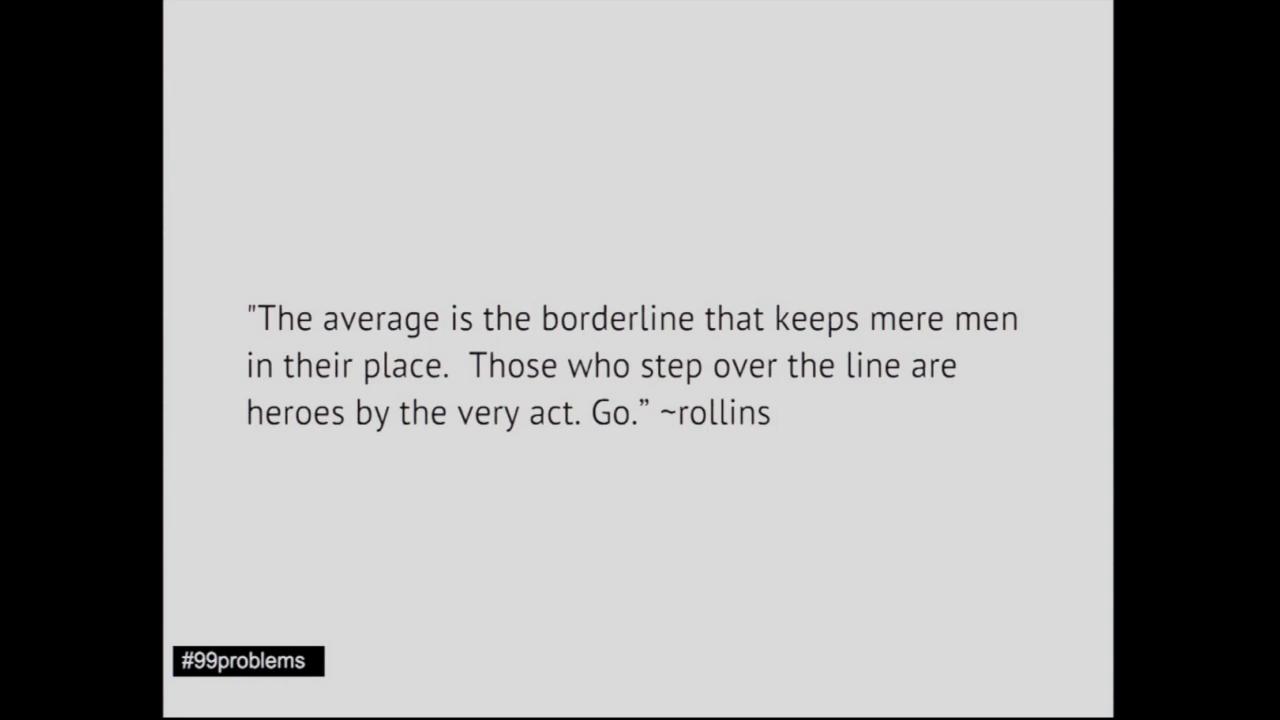 "The average is the borderline that keeps mere men
in their place.  Those who step over the line are
heroes by the very act. Go.” ~rollins
#99problems